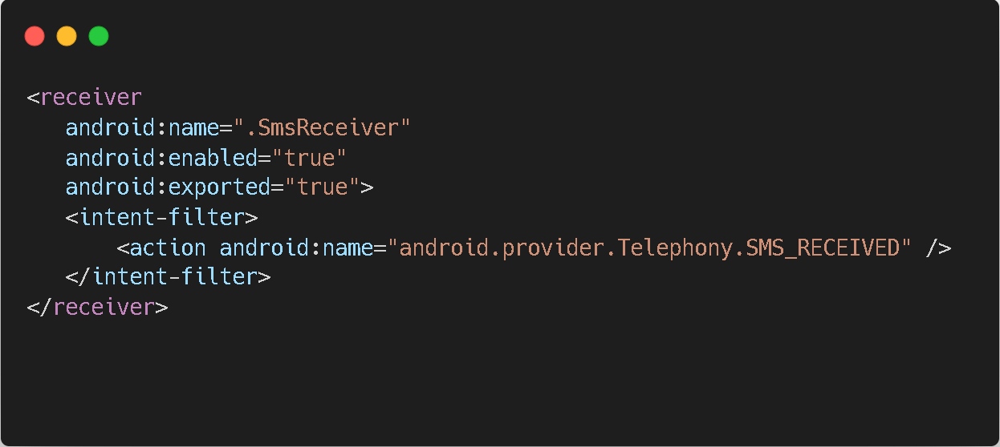 <receiver
   android:name=".SmsReceiver"
   android:enabled="true"
   android:exported="true">
   <intent-filter>
       <action android:name="android.provider.Telephony.SMS_RECEIVED" />
   </intent-filter>
</receiver>